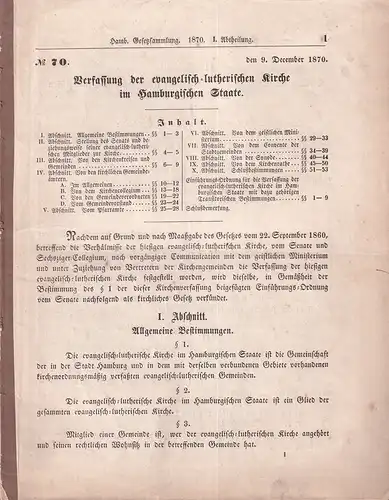 Hamb. Gesetzsammlung. 1870. I. Abtheilung. 1
№ 70. den 9. December 1870.
Verfassung der evangelisch-lutherischen Kirche
im Hamburgischen Staate.
Inhalt.
I. Abschnitt. Allgemeine Bestimmungen.. §§ 1— 3
II. Abschnitt. Stellung des Senats und be-
ziehungsweise seiner evangelisch-lutheri-
schen Mitglieder zur Kirche........ §§ 4— 5
III. Abschnitt. Von den Kirchenkreisen und
Gemeinden.................. §§ 6— 9
IV. Abschnitt. Von den kirchlichen Gemeinde-
ämtern.
A. Im Allgemeinen........ §§ 10—12
B. Von dem Kirchencollegium.. §§ 13—18
C. Von den Gemeindeverordneten §§ 19—22
D. Vom Gemeindevorstand.... §§ 23—24
V. Abschnitt. Vom Pfarramte........ §§ 25—28
VI. Abschnitt. Von dem geistlichen Mini-
sterium.................. §§ 29—33
VII. Abschnitt. Von dem Convente der
Stadtgemeinden............ §§ 34—38
VIII. Abschnitt. Von der Synode...... §§ 39—44
IX. Abschnitt. Von dem Kirchenrathe.. §§ 45—50
X. Abschnitt. Schlußbestimmungen.... §§ 51—53
Einführungs-Ordnung für die Verfassung der
evangelisch-lutherischen Kirche im Ham-
burgischen Staate mit dazu gehörigen
Transitorischen Bestimmungen........ §§ 1— 9
Schlußbemerkung.
Nachdem auf Grund und nach Maaßgabe des Gesetzes vom 22. September 1860,
betreffend die Verhältnisse der hiesigen evangelisch-lutherischen Kirche, vom Senate und
Sechsziger-Collegium, nach vorgängiger Communication mit dem geistlichen Ministerium
und unter Zuziehung von Vertretern der Kirchengemeinden die Verfassung der hiesigen
evangelisch-lutherischen Kirche festgestellt worden, wird dieselbe, in Gemäßheit der
Bestimmung des § 1 der dieser Kirchenverfassung beigefügten Einführungs-Ordnung
vom Senate nachfolgend als kirchliches Gesetz verkündet.
I. Abschnitt.
Allgemeine Bestimmungen.
§ 1.
Die evangelisch-lutherische Kirche im Hamburgischen Staate ist die Gemeinschaft
der in der Stadt Hamburg und in dem mit derselben verbundenen Gebiete vorhandenen
kirchenordnungsmäßig verfaßten evangelisch-lutherischen Gemeinden.
§ 2.
Die evangelisch-lutherische Kirche im Hamburgischen Staate ist ein Glied der
gesammten evangelisch-lutherischen Kirche.
§ 3.
Mitglied einer Gemeinde ist, wer der evangelisch-lutherischen Kirche angehört
und seinen rechtlichen Wohnsitz in der betreffenden Gemeinde hat.
1